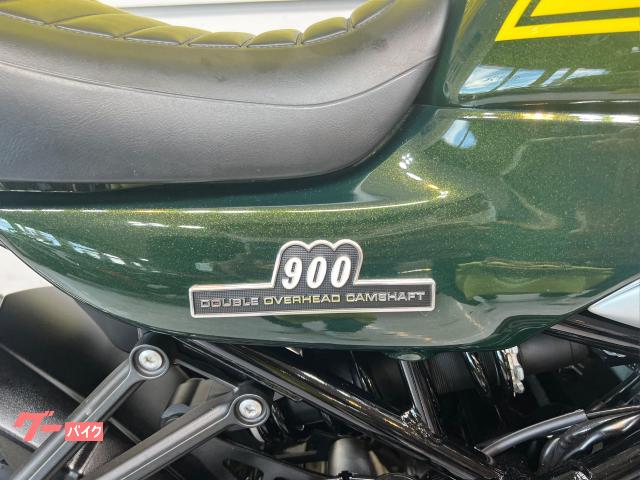 900
DOUBLE OVERHEAD CAMSHAFT
グーバイク